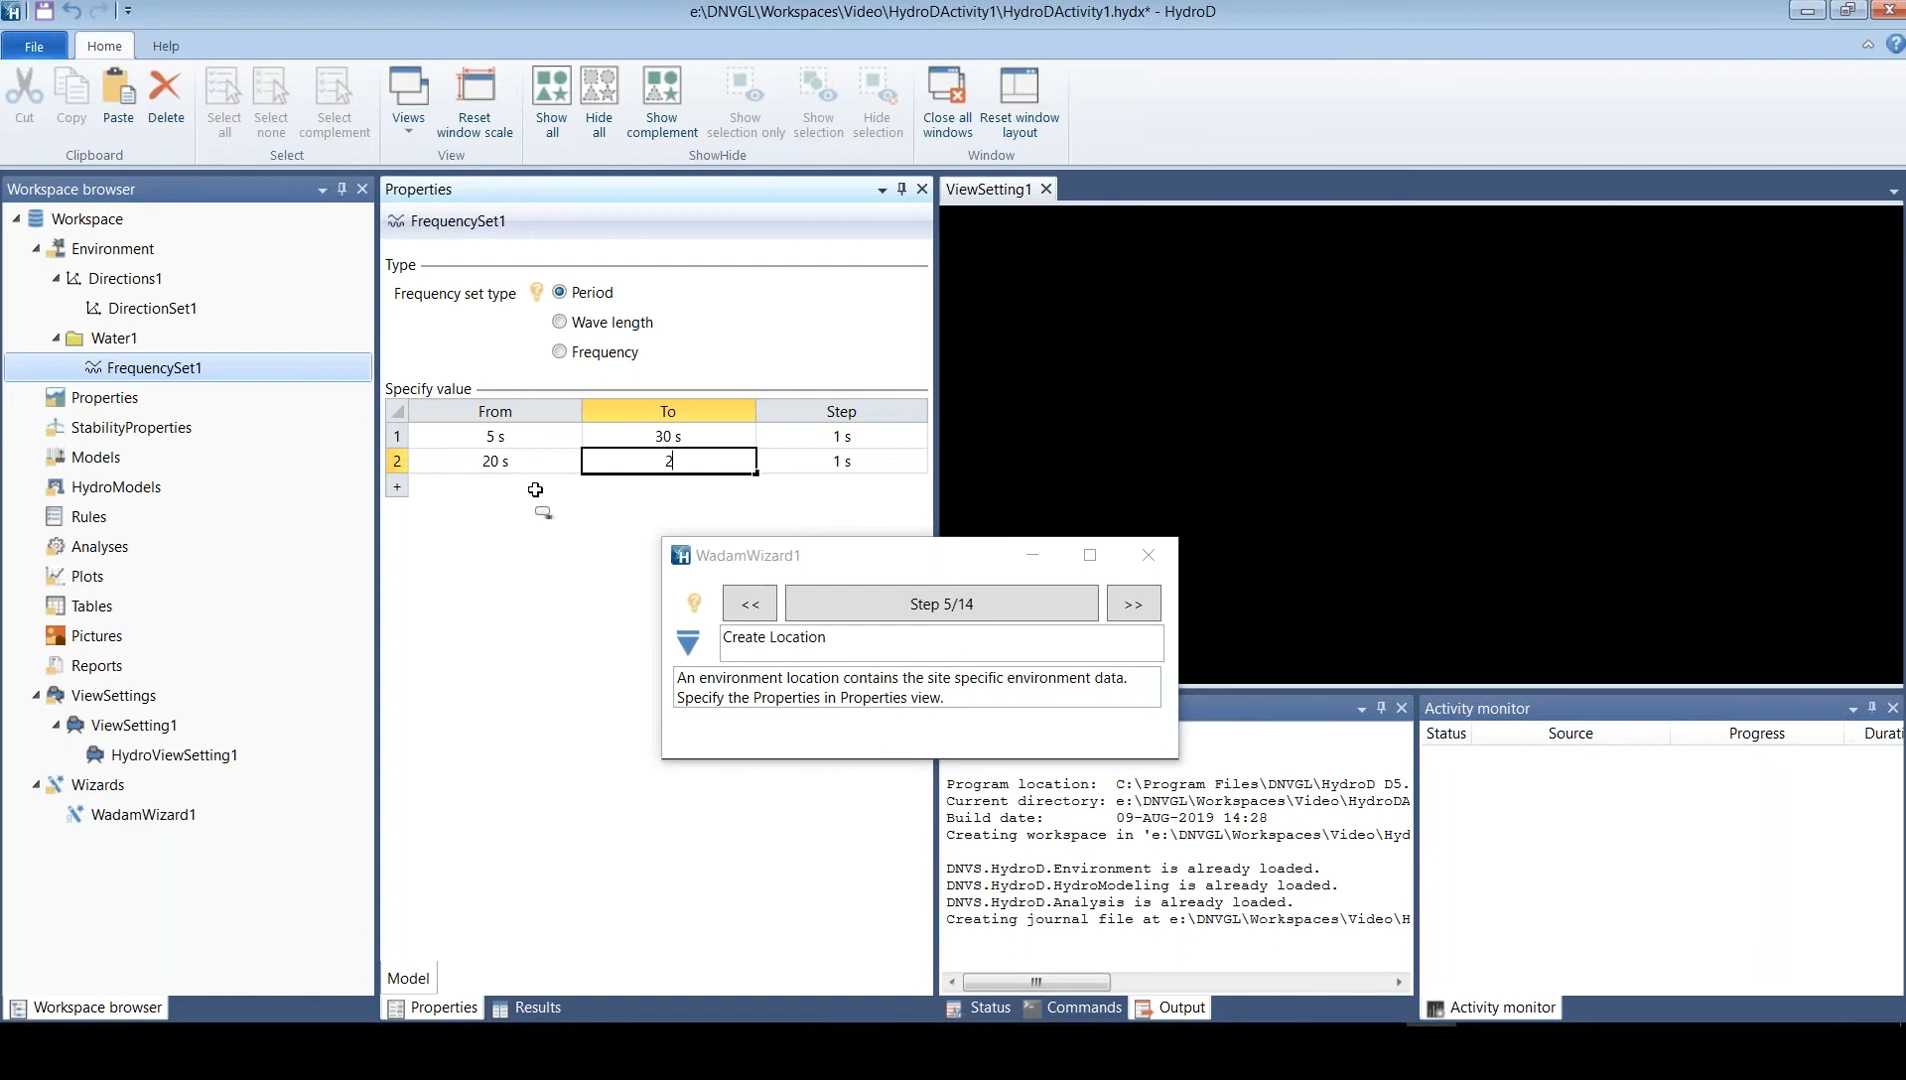 e:\DNVGL\Workspaces\Video\HydroDActivity1\HydroDActivity1.hydx* - HydroD
File
Home
Help
Cut
Copy
Paste
Delete
Select all
Select none
Select complement
Views
Reset window scale
Show all
Hide all
Show complement
Show selection only
Show selection
Hide selection
Close all windows
Reset window layout
Clipboard
Select
View
ShowHide
Window
Workspace browser
Workspace
Environment
Directions1
DirectionSet1
Water1
FrequencySet1
Properties
StabilityProperties
Models
HydroModels
Rules
Analyses
Plots
Tables
Pictures
Reports
ViewSettings
ViewSetting1
HydroViewSetting1
Wizards
WadamWizard1
Workspace browser
Properties
FrequencySet1
Type
Frequency set type
Period
Wave length
Frequency
Specify value
From To Step
1 5 s 30 s 1 s
2 20 s 2 1 s
+
Model
Properties
Results
ViewSetting1
WadamWizard1
<<
Step 5/14
>>
Create Location
An environment location contains the site specific environment data.
Specify the Properties in Properties view.
Program location: C:\Program Files\DNVGL\HydroD D5.
Current directory: e:\DNVGL\Workspaces\Video\HydroDA
Build date: 09-AUG-2019 14:28
Creating workspace in 'e:\DNVGL\Workspaces\Video\Hyd
DNVS.HydroD.Environment is already loaded.
DNVS.HydroD.HydroModeling is already loaded.
DNVS.HydroD.Analysis is already loaded.
Creating journal file at e:\DNVGL\Workspaces\Video\H
Status
Commands
Output
Activity monitor
Status Source Progress Durati
Activity monitor